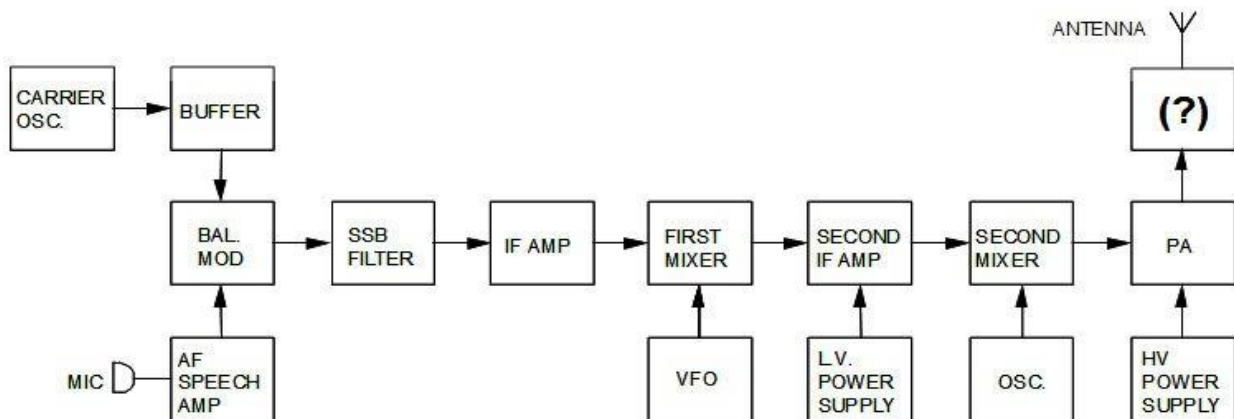 ANTENNA
CARRIER
OSC.
BUFFER
(?)
BAL.
MOD
SSB
FILTER
IF AMP
FIRST
MIXER
SECOND
IF AMP
SECOND
MIXER
PA
MIC
AF
SPEECH
AMP
VFO
L.V.
POWER
SUPPLY
OSC.
HV
POWER
SUPPLY